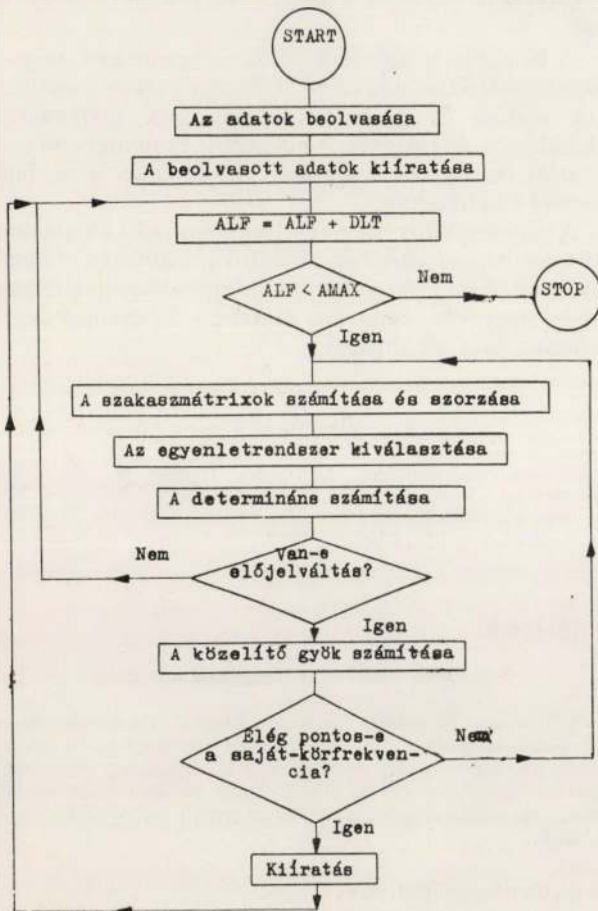 START
Az adatok beolvasása
A beolvasott adatok kiíratása
ALF = ALF + DLT
ALF < AMAX
Nem
STOP
Igen
A szakaszmátrixok számítása és szorzása
Az egyenletrendszer kiválasztása
A determináns számítása
Nem
Van-e
előjelváltás?
Igen
A közelítő gyök számítása
Elég pontos-e
a saját-körfrekven-
cia?
Nem
Igen
Kiíratás